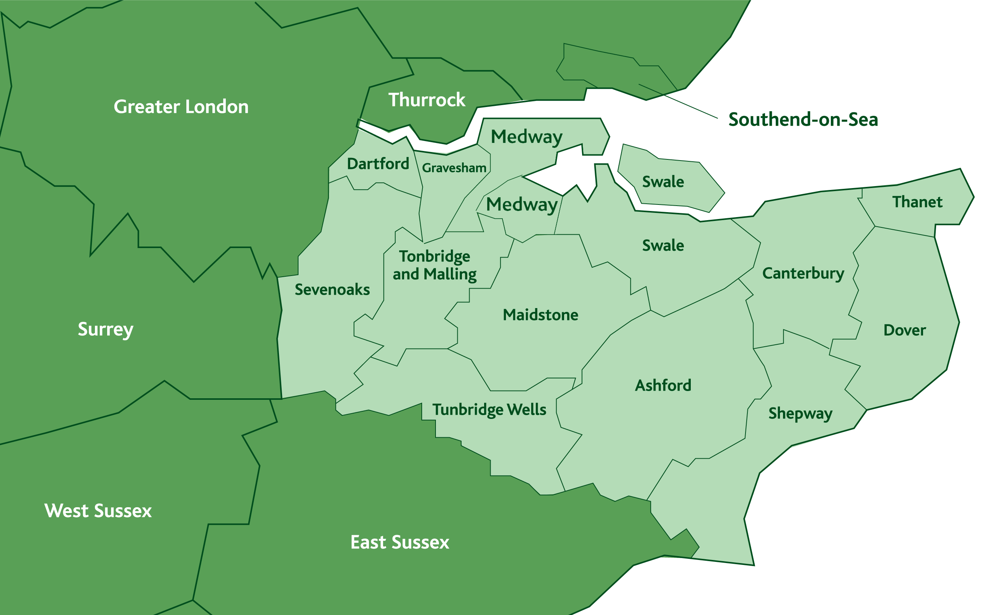 Greater London
Thurrock
Southend-on-Sea
Medway
Dartford
Gravesham
Swale
Medway
Thanet
Swale
Tonbridge
and Malling
Canterbury
Sevenoaks
Maidstone
Surrey
Dover
Ashford
Tunbridge Wells
Shepway
West Sussex
East Sussex